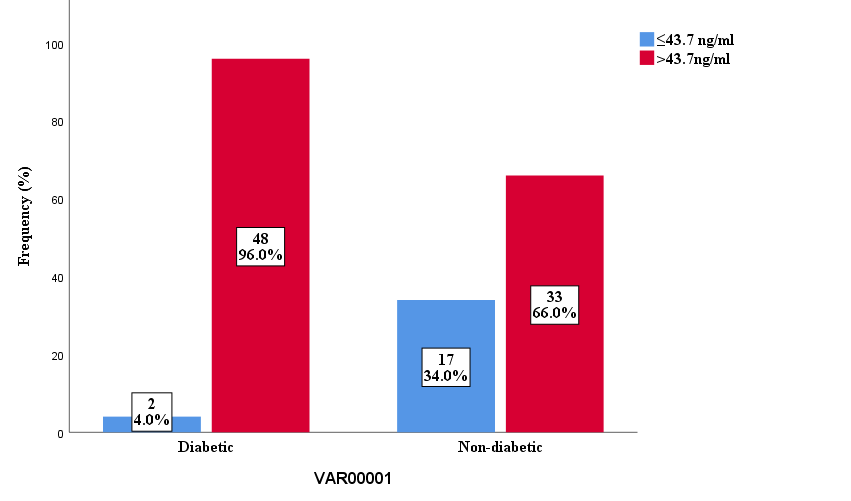 ≤43.7 ng/ml
>43.7ng/ml
Frequency (%)
100
80
60
40
20
0
2
4.0%
48
96.0%
17
34.0%
33
66.0%
Diabetic
Non-diabetic
VAR00001